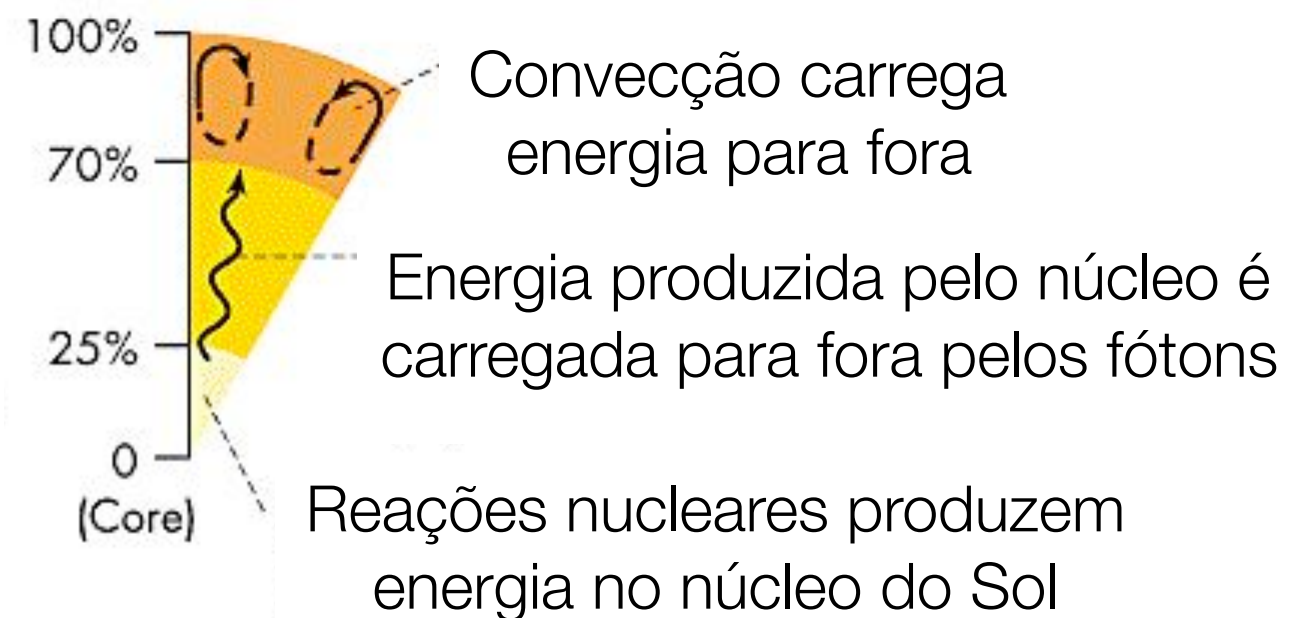 100%
Convecção carrega
energia para fora
70%
Energia produzida pelo núcleo é
carregada para fora pelos fótons
25%
0
(Core)
Reações nucleares produzem
energia no núcleo do Sol